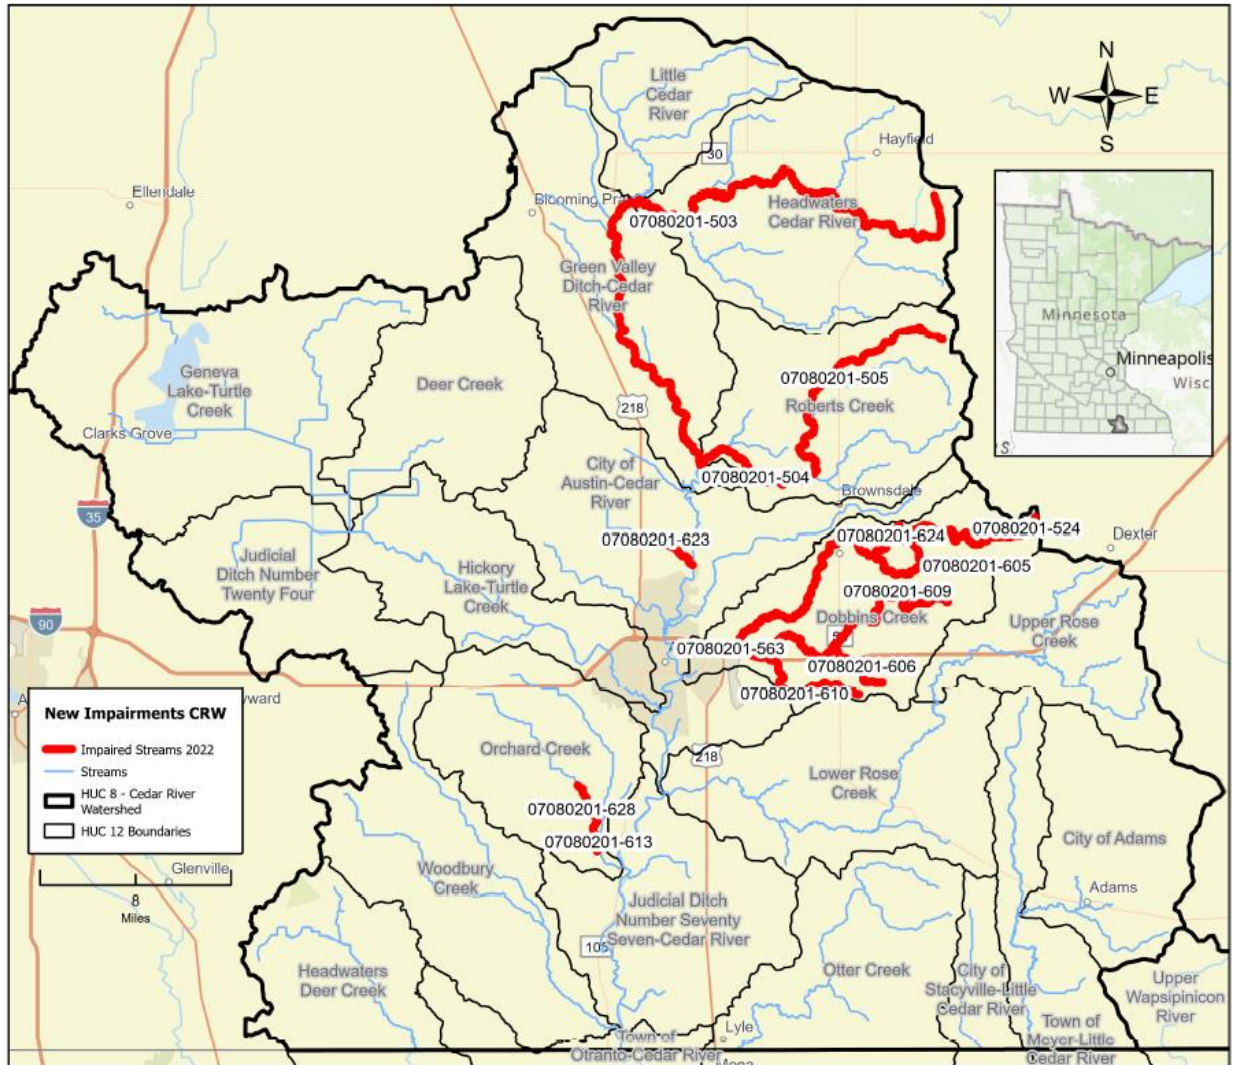 N
W
E
S
Little
Cedar
River
Hayfield
30
Ellendale
Blooming Pra
07080201-503
Headwaters
Cedar River
Green Valley
Ditch-Cedar
River
Minnesota
Minneapolis
Wisc
Geneva
Lake-Turtle
Creek
Deer Creek
07080201-505
Roberts Creek
218
Clarks Grove
City of
Austin-Cedar
River
07080201-504
Brownsdale
35
07080201-623
07080201-624
07080201-524
Dexter
Judicial
Ditch Number
Twenty Four
Hickory
Lake-Turtle
Creek
07080201-605
07080201-609
Dobbins Creek
Upper Rose
Creek
90
07080201-563
07080201-606
07080201-610
A
yward
New Impairments CRW
Impaired Streams 2022
Streams
HUC 8 - Cedar River
Watershed
HUC 12 Boundaries
Orchard Creek
218
Lower Rose
Creek
07080201-628
07080201-613
City of Adams
Glenville
8
Miles
Woodbury
Creek
Adams
Judicial Ditch
Number Seventy
Seven-Cedar River
105
Headwaters
Deer Creek
Otter Creek
City of
Stacyville-Little
Cedar River
Upper
Wapsipinicon
River
Lyle
Town of
Otranto-Cedar River
Mona
Town of
Meyer-Little
Cedar River